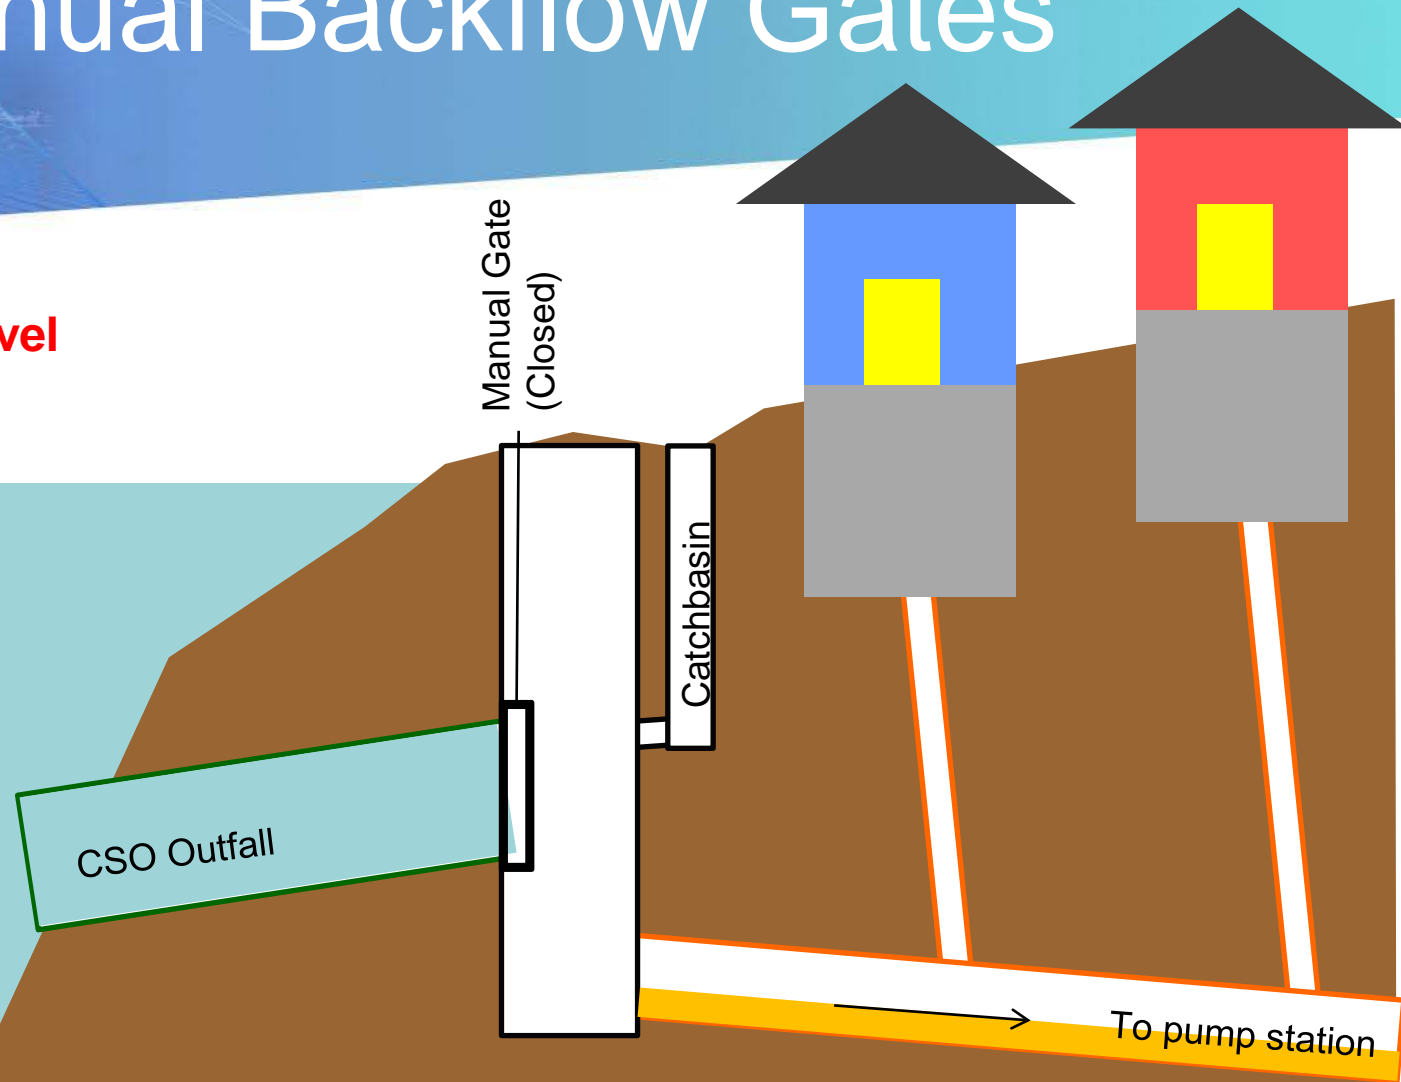 nual Backflow Gates
vel
Manual Gate
(Closed)
Catchbasin
CSO Outfall
To pump station